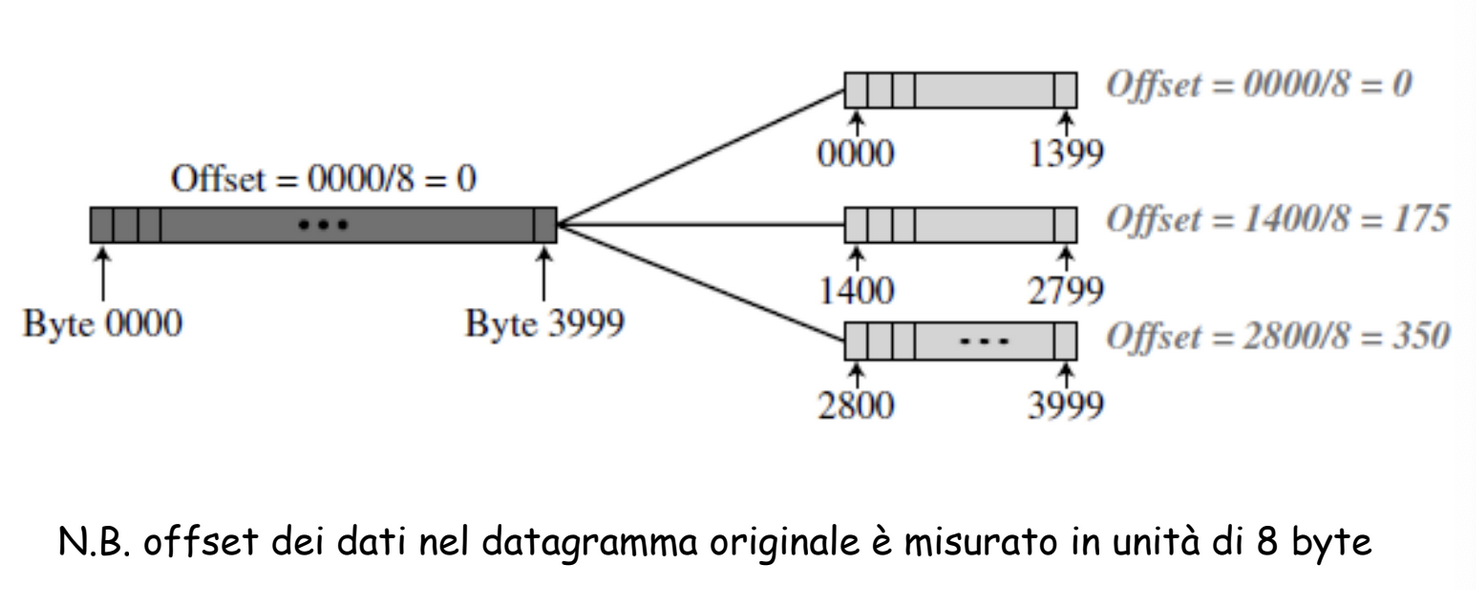 Offset = 0000/8 = 0
Byte 0000
Byte 3999
Offset = 0000/8 = 0
0000
1399
Offset = 1400/8 = 175
1400
2799
Offset = 2800/8 = 350
2800
3999
N.B. offset dei dati nel datagramma originale è misurato in unità di 8 byte